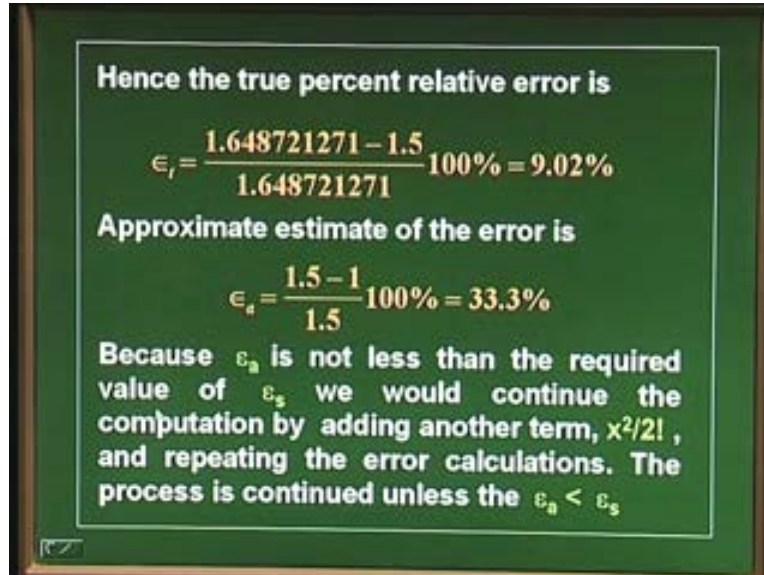 Hence the true percent relative error is
∈t = (1.648721271 − 1.5) / 1.648721271 100% = 9.02%
Approximate estimate of the error is
∈a = (1.5 − 1) / 1.5 100% = 33.3%
Because εa is not less than the required
value of εs we would continue the
computation by adding another term, x²/2! ,
and repeating the error calculations. The
process is continued unless the εa < εs